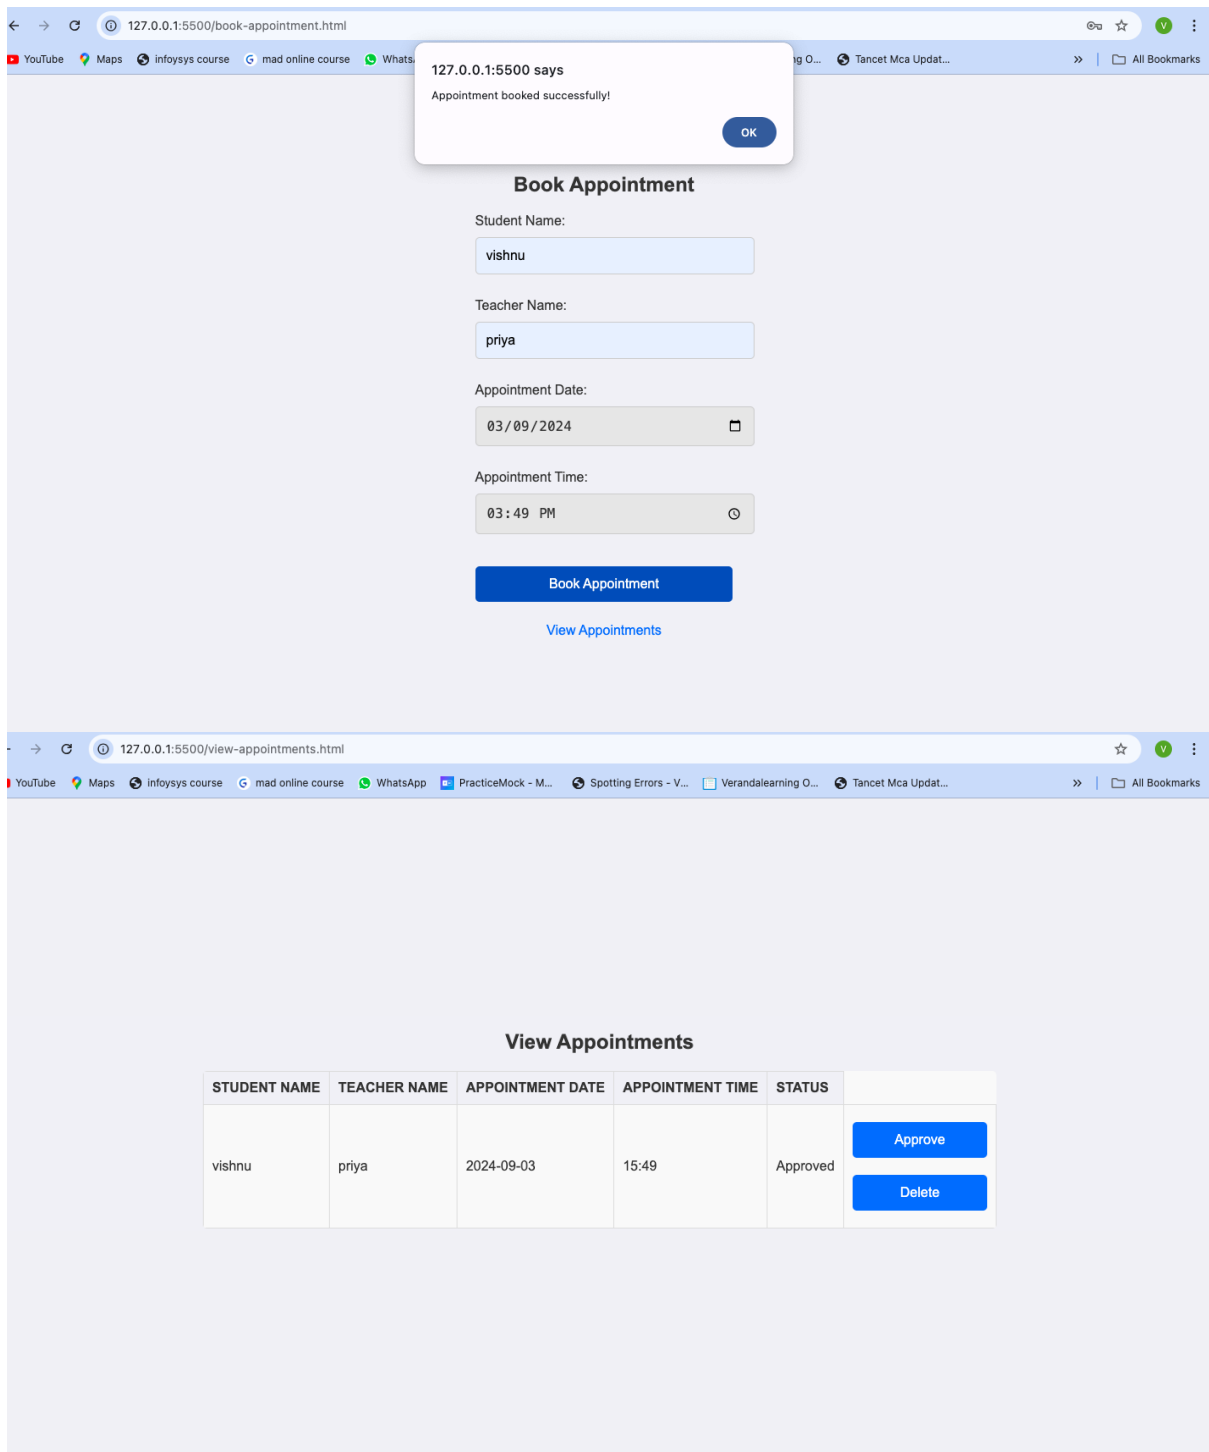 127.0.0.1:5500/book-appointment.html
V
YouTube Maps infoysys course mad online course Whats. ng O... Tancet Mca Updat... » All Bookmarks
127.0.0.1:5500 says
Appointment booked successfully!
OK
Book Appointment
Student Name:
vishnu
Teacher Name:
priya
Appointment Date:
03/09/2024
Appointment Time:
03:49 PM
Book Appointment
View Appointments
127.0.0.1:5500/view-appointments.html
V
YouTube Maps infoysys course mad online course WhatsApp PracticeMock - M... Spotting Errors - V... Verandalearning O... Tancet Mca Updat... » All Bookmarks
View Appointments
STUDENT NAME TEACHER NAME APPOINTMENT DATE APPOINTMENT TIME STATUS
Approve
vishnu priya 2024-09-03 15:49 Approved
Delete